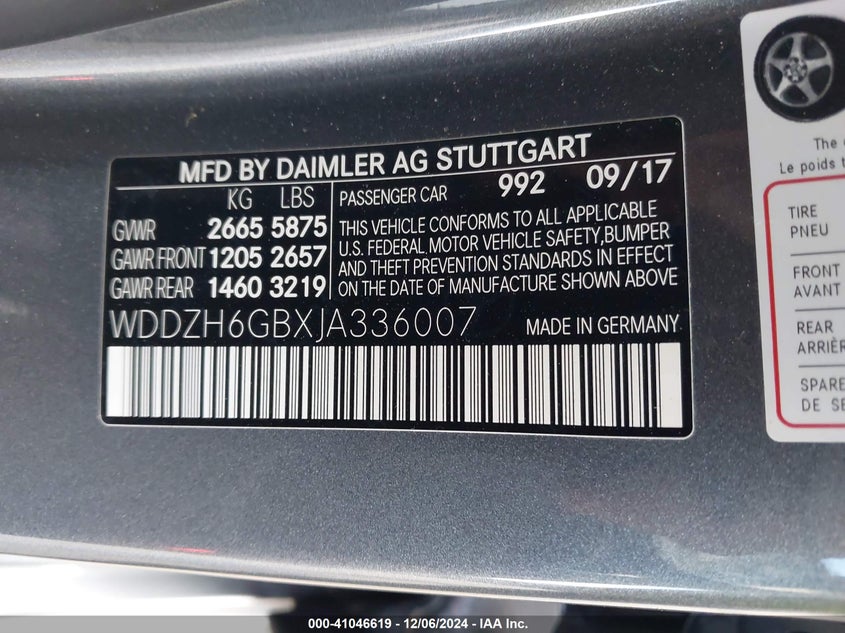 MFD BY DAIMLER AG STUTTGART
KG LBS
GVWR 2665 5875
GAWR FRONT 1205 2657
GAWR REAR 1460 3219
PASSENGER CAR 992 09/17
THIS VEHICLE CONFORMS TO ALL APPLICABLE
U.S. FEDERAL MOTOR VEHICLE SAFETY,BUMPER
AND THEFT PREVENTION STANDARDS IN EFFECT
ON THE DATE OF MANUFACTURE SHOWN ABOVE
WDDZH6GBXJA336007 MADE IN GERMANY
The
Le poids t
TIRE
PNEU
FRONT
AVANT
REAR
ARRIÈR
SPARE
DE SE
000-41046619 - 12/06/2024 - IAA Inc.